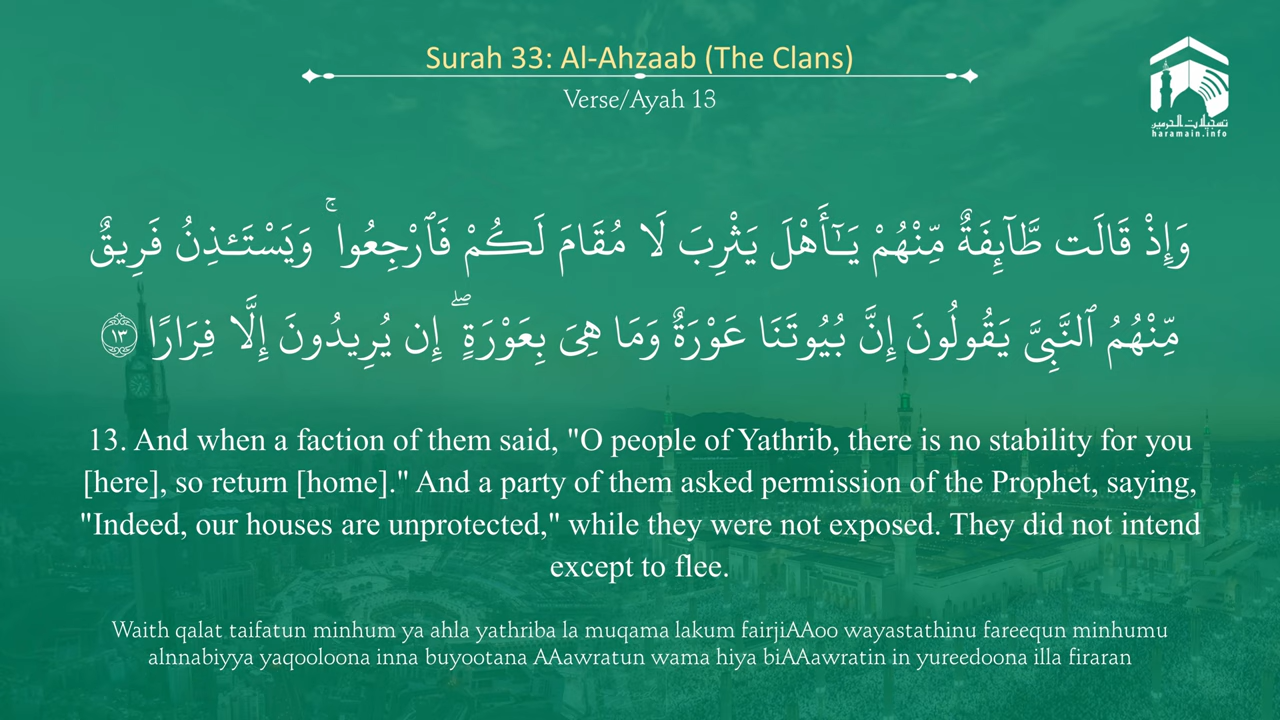 Surah 33: Al-Ahzaab (The Clans)
Verse/Ayah 13
تسجيلات الحرمين
haramain.info
وَإِذْ قَالَت طَّآئِفَةٌ مِّنْهُمْ يَـٰٓأَهْلَ يَثْرِبَ لَا مُقَامَ لَكُمْ فَٱرْجِعُوا۟ ۚ وَيَسْتَـْٔذِنُ فَرِيقٌ
مِّنْهُمُ ٱلنَّبِىَّ يَقُولُونَ إِنَّ بُيُوتَنَا عَوْرَةٌ وَمَا هِىَ بِعَوْرَةٍ ۖ إِن يُرِيدُونَ إِلَّا فِرَارًا ١٣
13. And when a faction of them said, "O people of Yathrib, there is no stability for you
[here], so return [home]." And a party of them asked permission of the Prophet, saying,
"Indeed, our houses are unprotected," while they were not exposed. They did not intend
except to flee.
Waith qalat taifatun minhum ya ahla yathriba la muqama lakum fairjiAAoo wayastathinu fareequn minhumu
alnnabiyya yaqooloona inna buyootana AAawratun wama hiya biAAawratin in yureedoona illa firaran